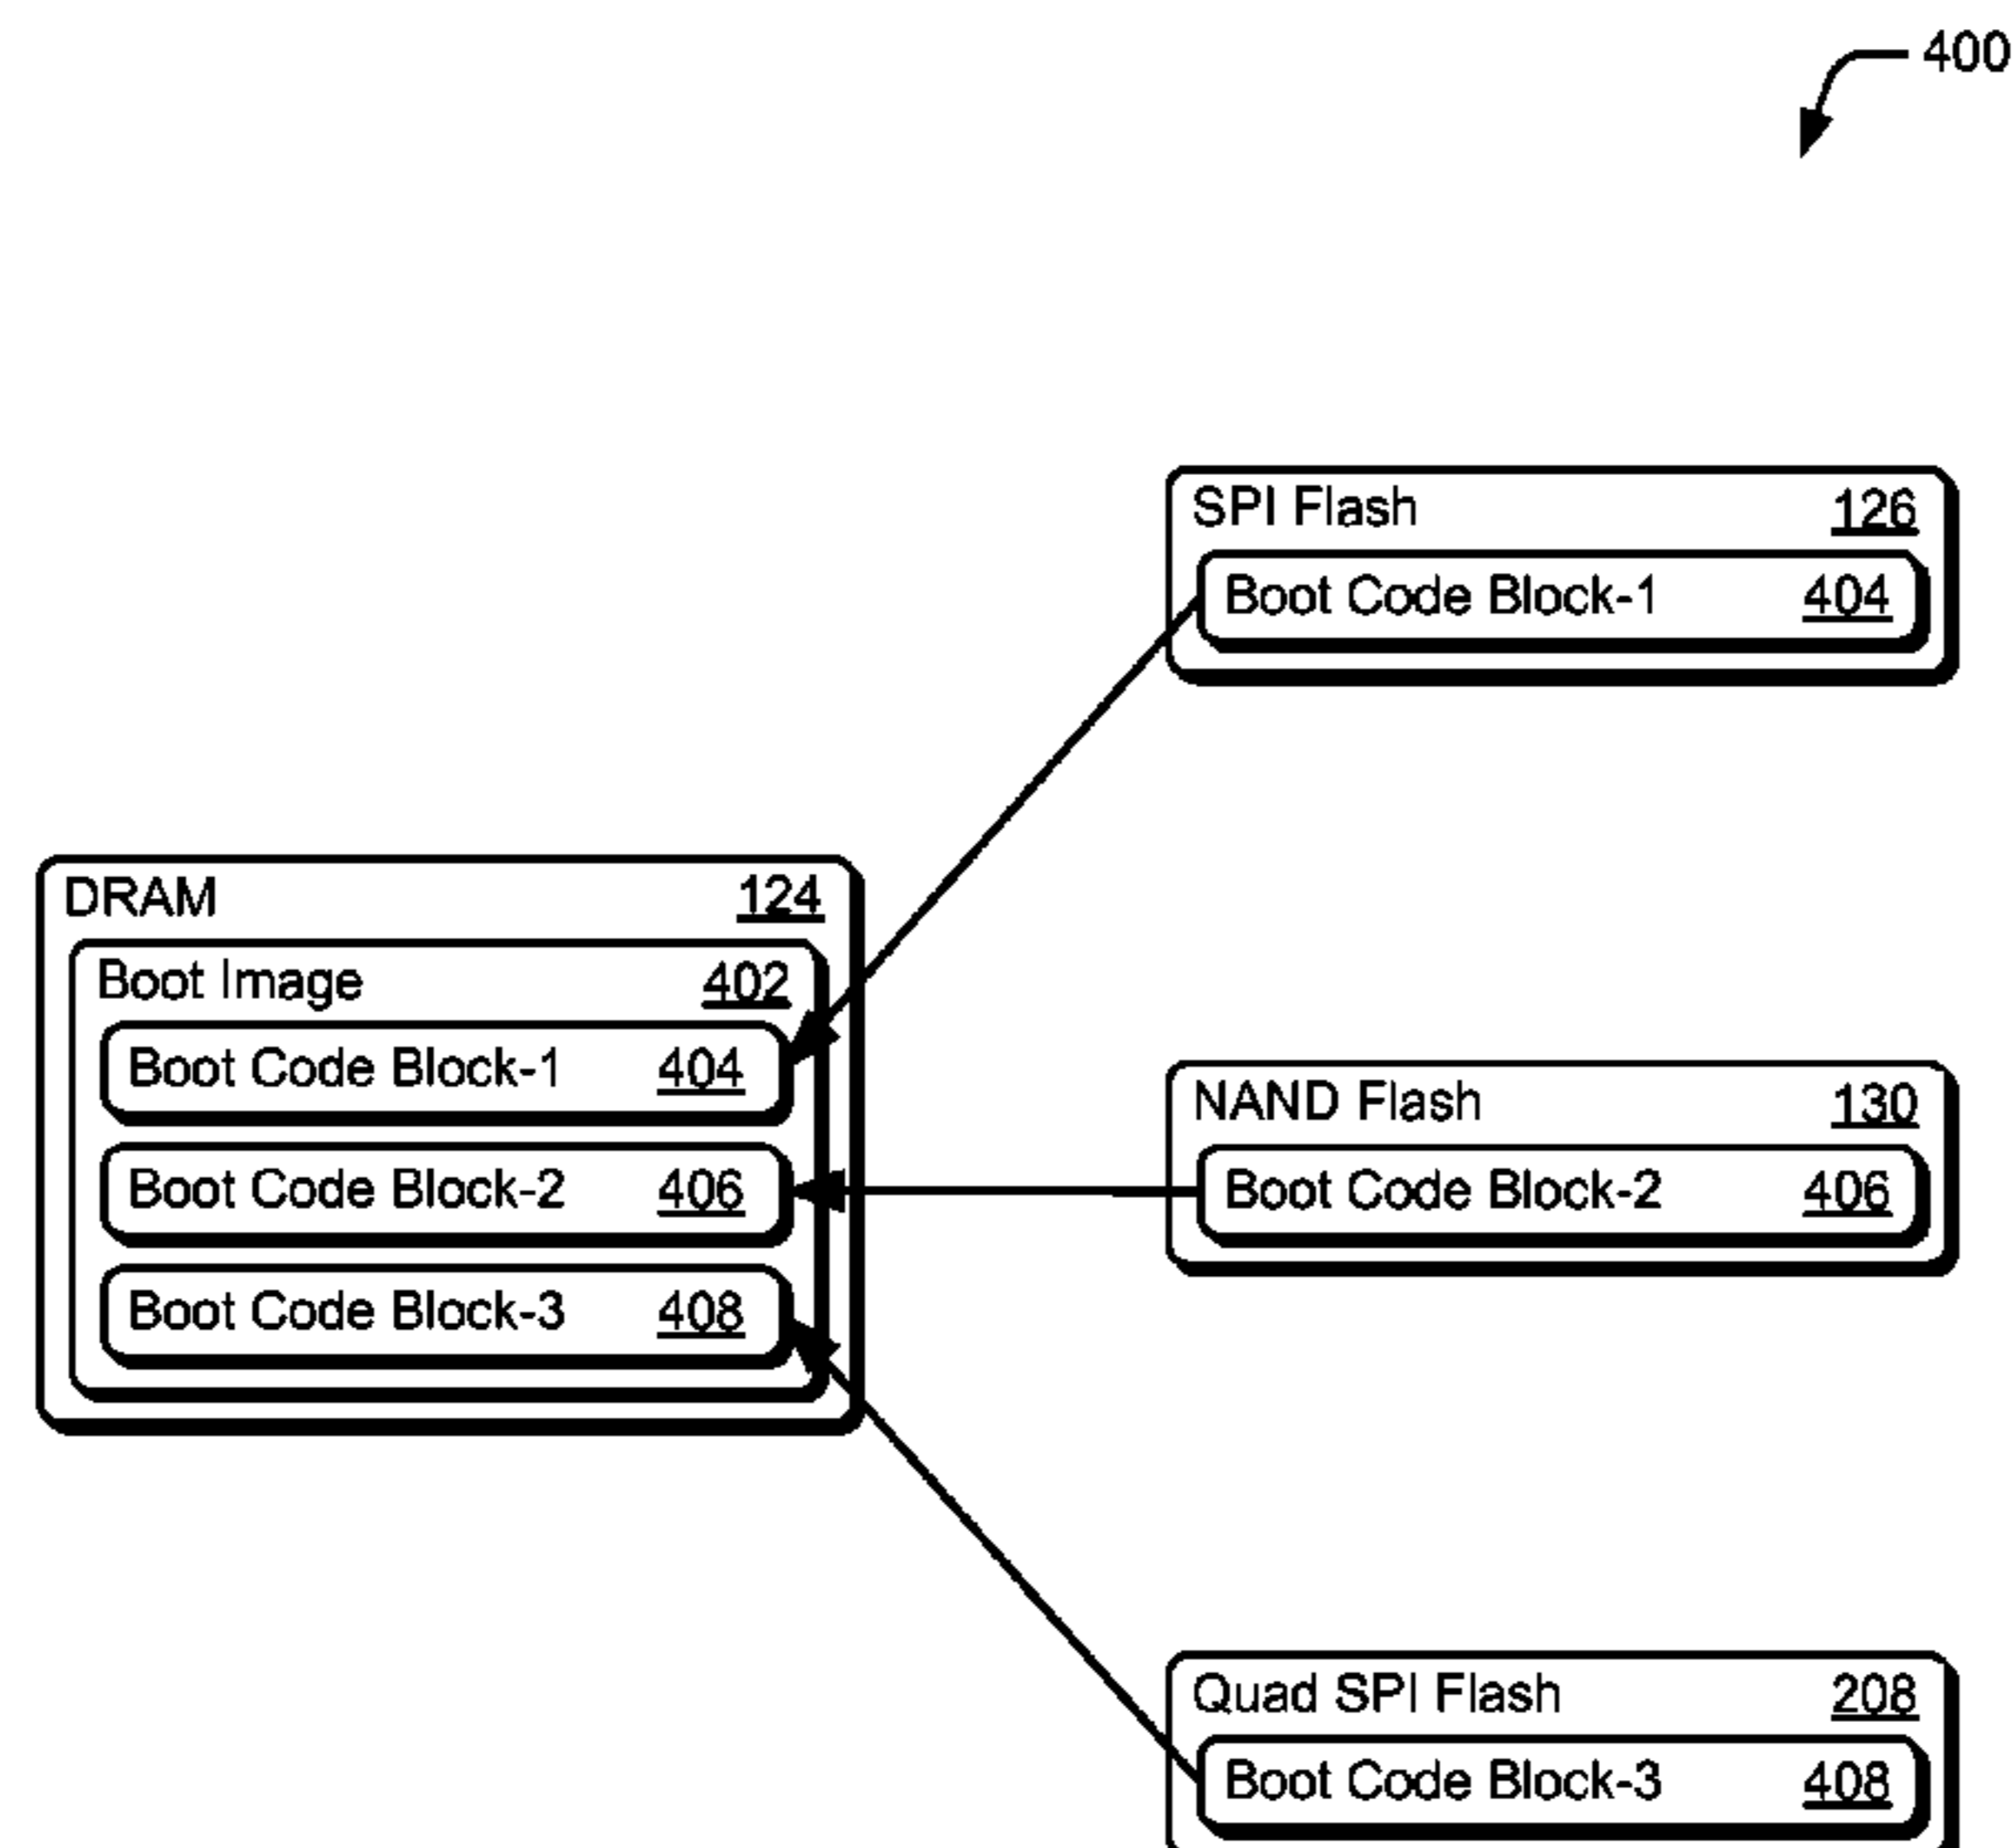 400
SPI Flash 126
Boot Code Block-1 404
DRAM 124
Boot Image 402
Boot Code Block-1 404
Boot Code Block-2 406
Boot Code Block-3 408
NAND Flash 130
Boot Code Block-2 406
Quad SPI Flash 208
Boot Code Block-3 408